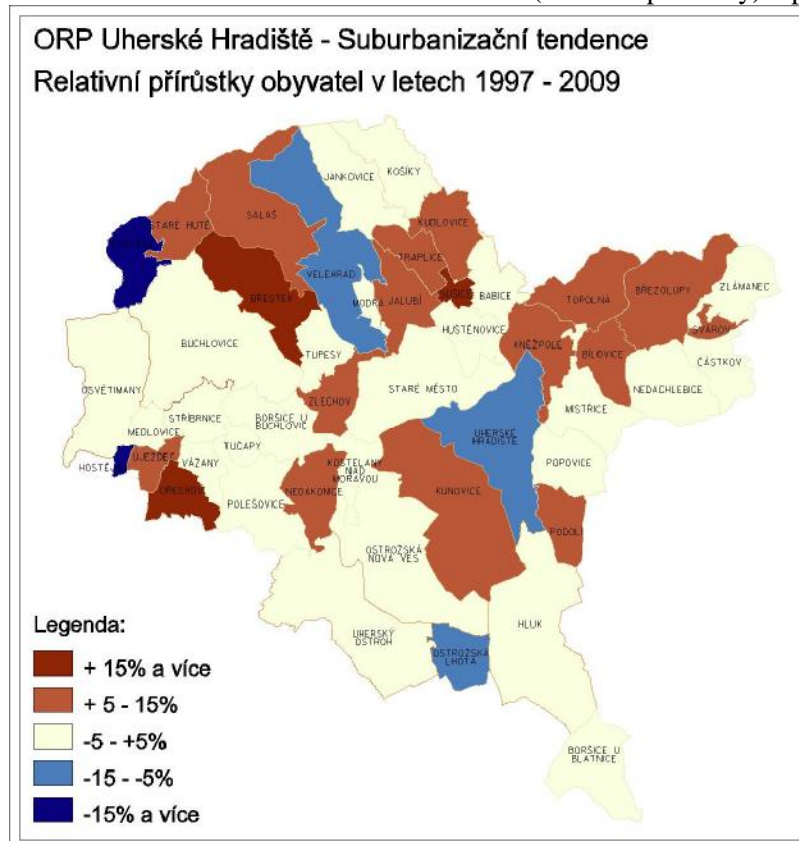 ORP Uherské Hradiště - Suburbanizační tendence
Relativní přírůstky obyvatel v letech 1997 - 2009
JANKOVICE
KOŠÍKY
STARÉ HUTĚ
SALAŠ
KUDLOVICE
TRAPLICE
VELEHRAD
SUŠICE
BABICE
TOPOLNÁ
BŘEZOLUPY
ZLÁMANEC
BŘESTEK
MODRÁ
JALUBÍ
SVÁROV
HUŠTĚNOVICE
KNĚŽPOLE
BÍLOVICE
BUCHLOVICE
TUPESY
ČÁSTKOV
OSVĚTIMANY
STARÉ MĚSTO
NEDACHLEBICE
ZLECHOV
MISTŘICE
STŘÍBRNICE
BORŠICE U
BUCHLOVIC
MEDLOVICE
UHERSKÉ
HRADIŠTĚ
TUČAPY
HOSTĚJ
ÚJEZDEC
VÁŽANY
KOSTELANY
NAD
MORAVOU
POPOVICE
OŘECHOV
NEDAKONICE
KUNOVICE
POLEŠOVICE
PODOLÍ
OSTROŽSKÁ
NOVÁ VES
HLUK
UHERSKÝ
OSTROH
OSTROŽSKÁ
LHOTA
BORŠICE U
BLATNICE
Legenda:
+ 15% a více
+ 5 - 15%
-5 - +5%
-15 - -5%
-15% a více